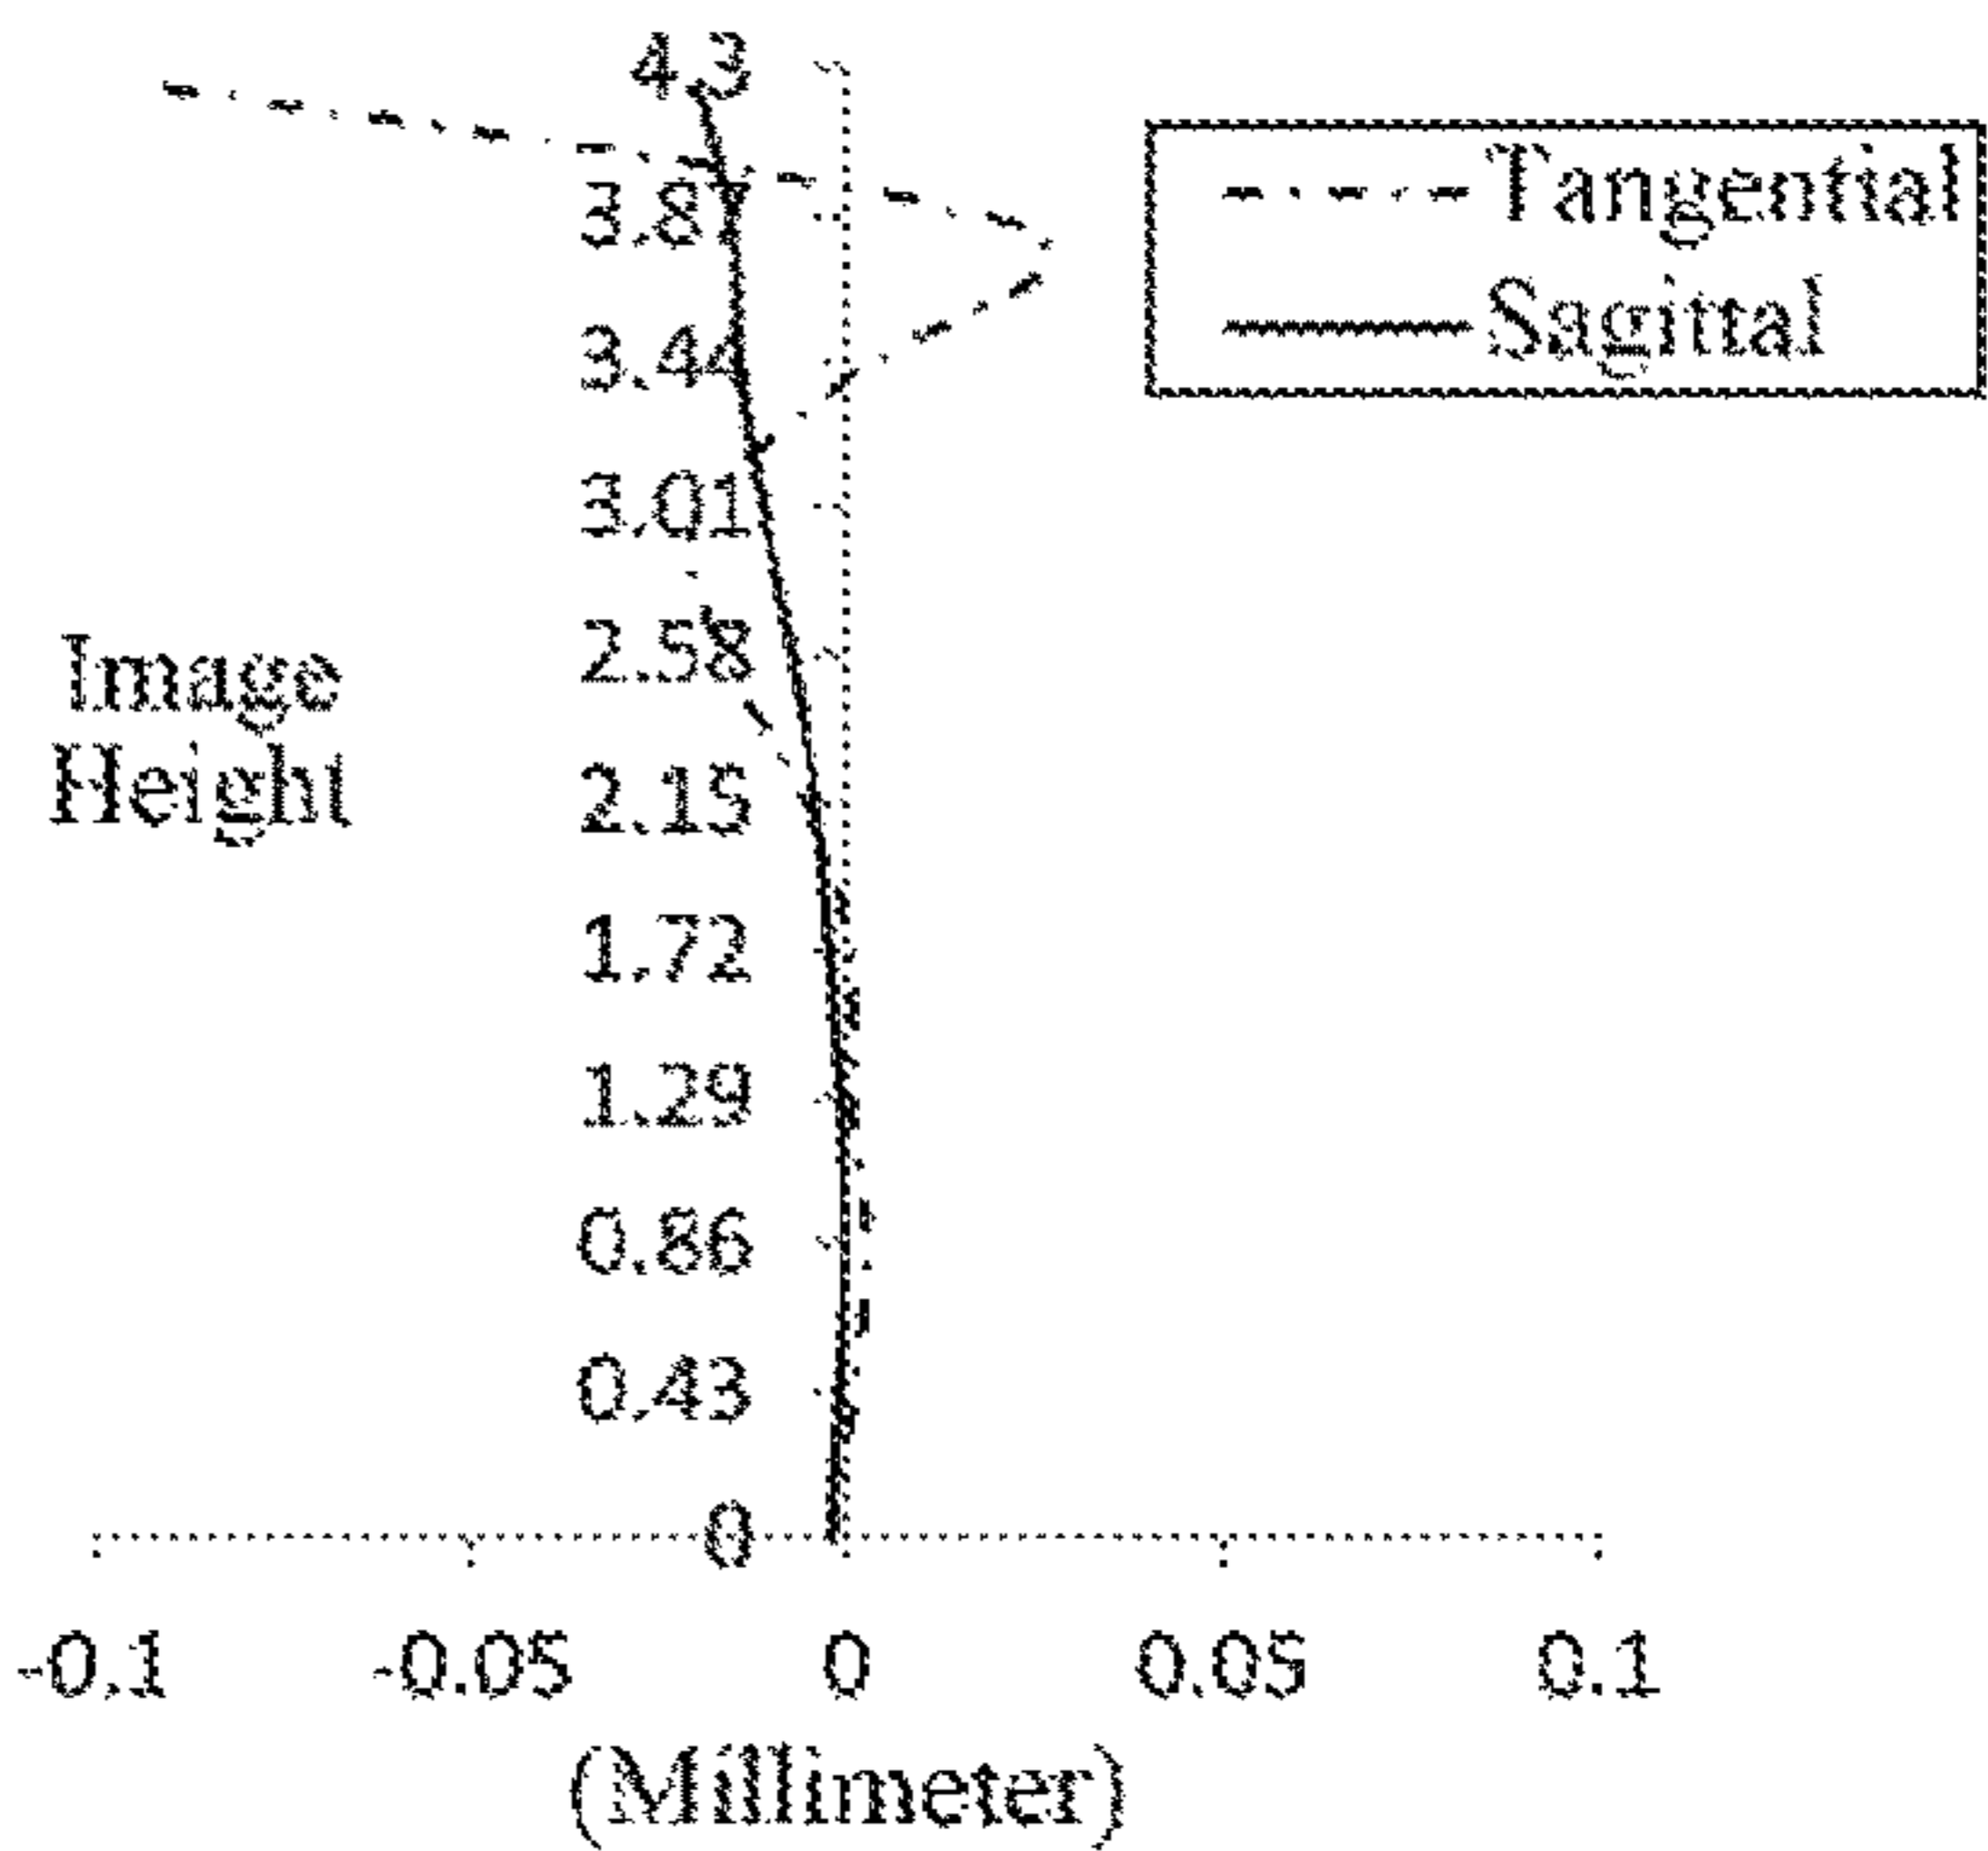 4.3
Tangential
3.87
Sagittal
3.44
3.01
2.58
Image
Height
2.15
1.72
1.29
0.86
0.43
0
-0.1 -0.05 0 0.05 0.1
(Millimeter)